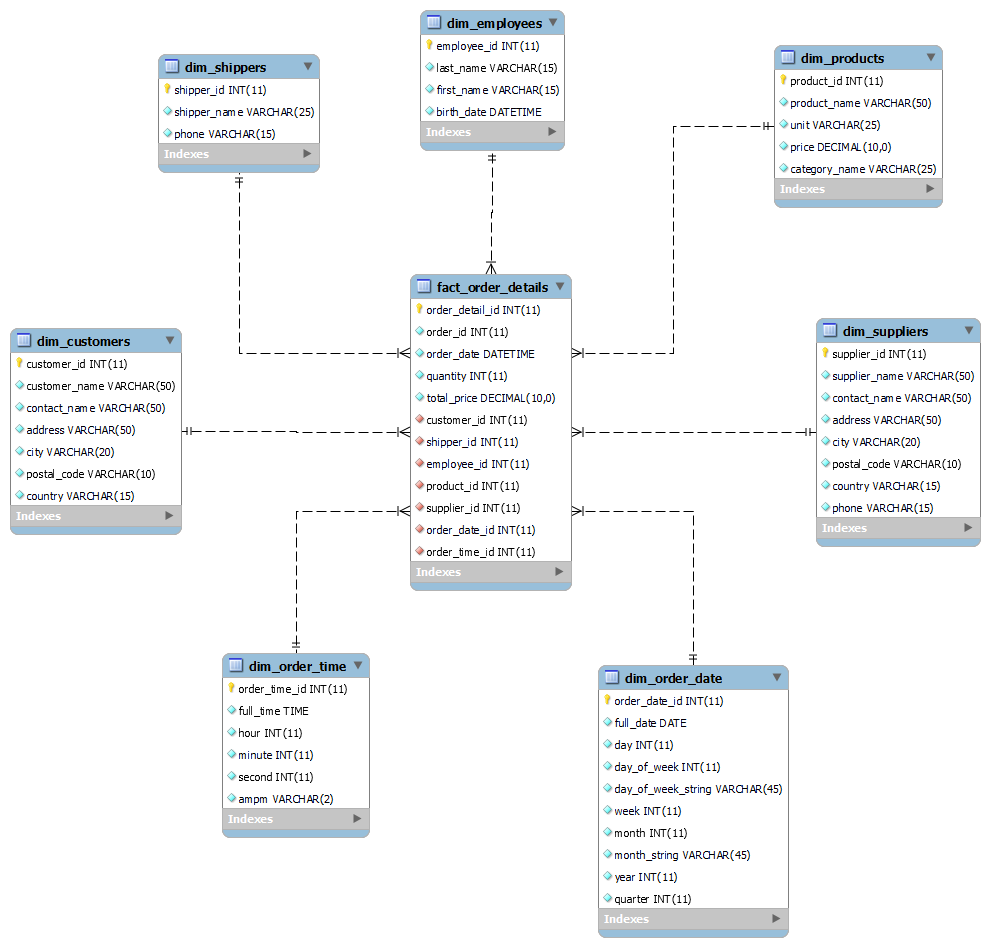 dim_employees
employee_id INT(11)
last_name VARCHAR(15)
first_name VARCHAR(15)
birth_date DATETIME
Indexes
dim_shippers
shipper_id INT(11)
shipper_name VARCHAR(25)
phone VARCHAR(15)
Indexes
dim_products
product_id INT(11)
product_name VARCHAR(50)
unit VARCHAR(25)
price DECIMAL(10,0)
category_name VARCHAR(25)
Indexes
fact_order_details
order_detail_id INT(11)
order_id INT(11)
order_date DATETIME
quantity INT(11)
total_price DECIMAL(10,0)
customer_id INT(11)
shipper_id INT(11)
employee_id INT(11)
product_id INT(11)
supplier_id INT(11)
order_date_id INT(11)
order_time_id INT(11)
Indexes
dim_customers
customer_id INT(11)
customer_name VARCHAR(50)
contact_name VARCHAR(50)
address VARCHAR(50)
city VARCHAR(20)
postal_code VARCHAR(10)
country VARCHAR(15)
Indexes
dim_suppliers
supplier_id INT(11)
supplier_name VARCHAR(50)
contact_name VARCHAR(50)
address VARCHAR(50)
city VARCHAR(20)
postal_code VARCHAR(10)
country VARCHAR(15)
phone VARCHAR(15)
Indexes
dim_order_time
order_time_id INT(11)
full_time TIME
hour INT(11)
minute INT(11)
second INT(11)
ampm VARCHAR(2)
Indexes
dim_order_date
order_date_id INT(11)
full_date DATE
day INT(11)
day_of_week INT(11)
day_of_week_string VARCHAR(45)
week INT(11)
month INT(11)
month_string VARCHAR(45)
year INT(11)
quarter INT(11)
Indexes